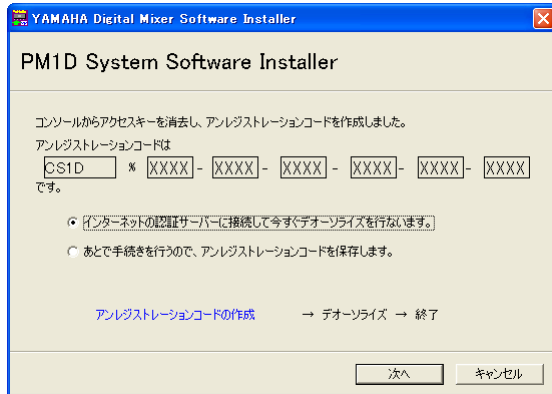 YAMAHA Digital Mixer Software Installer
PM1D System Software Installer
コンソールからアクセスキーを消去し、アンレジストレーションコードを作成しました。
アンレジストレーションコードは
CS1D % XXXX - XXXX - XXXX - XXXX - XXXX - XXXX
です。
インターネットの認証サーバーに接続して今すぐデオーソライズを行ないます。
あとで手続きを行うので、アンレジストレーションコードを保存します。
アンレジストレーションコードの作成 → デオーソライズ → 終了
次へ キャンセル